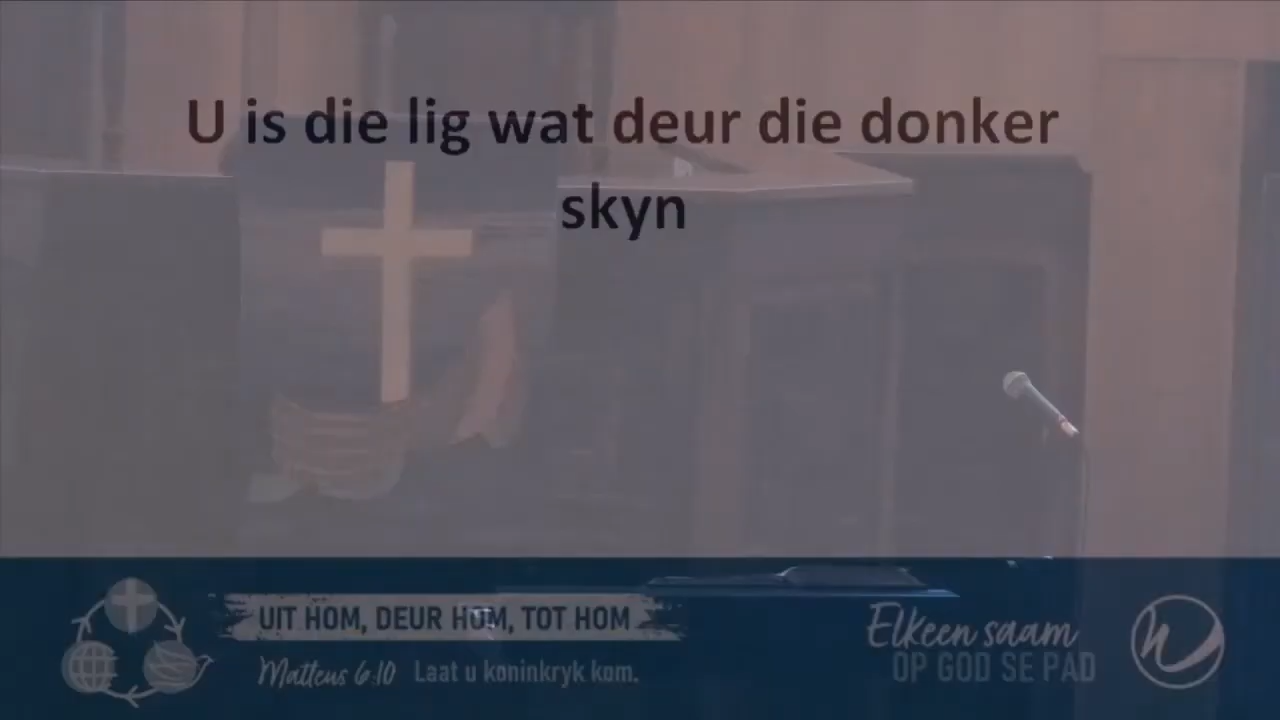 U is die lig wat deur die donker
skyn
UIT HOM, DEUR HOM, TOT HOM
Matteus 6:10 Laat u koninkryk kom.
Elkeen saam
OP GOD SE PAD